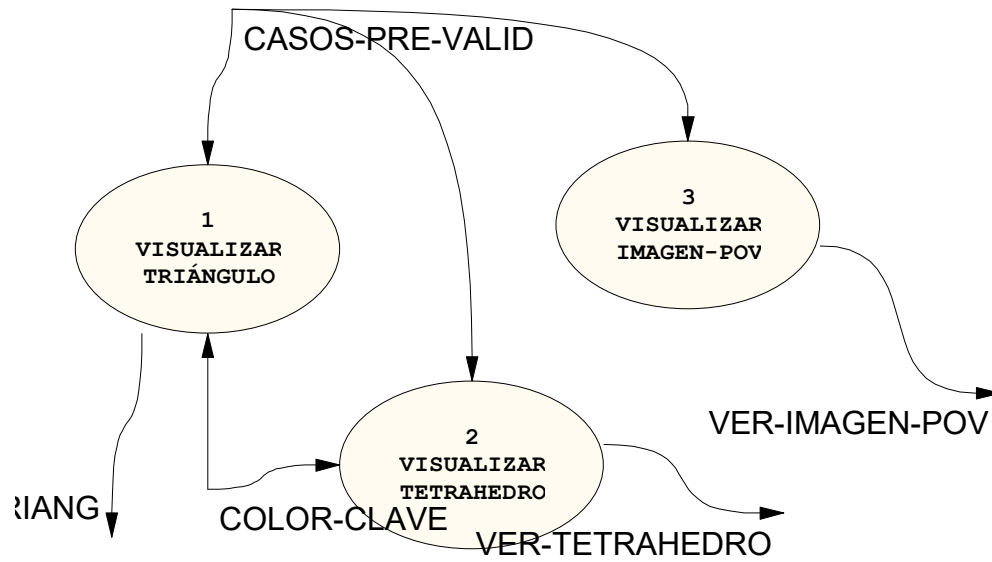 CASOS-PRE-VALID
1
VISUALIZAR
TRIÁNGULO
3
VISUALIZAR
IMAGEN-POV
VER-IMAGEN-POV
2
VISUALIZAR
TETRAHEDRO
RIANG
COLOR-CLAVE
VER-TETRAHEDRO